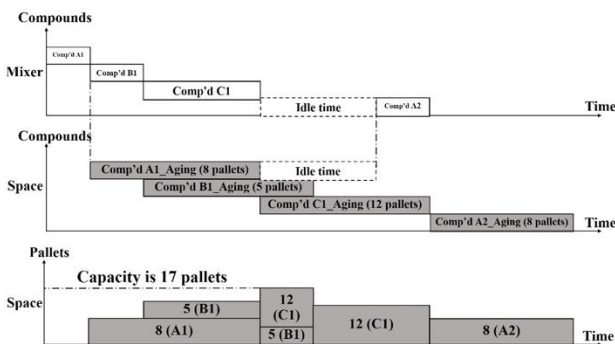 Compounds
Comp'd A1
Mixer
Comp'd B1
Comp'd C1
Idle time
Comp'd A2
Time
Compounds
Space
Comp'd A1_Aging (8 pallets)
Idle time
Comp'd B1_Aging (5 pallets)
Comp'd C1_Aging (12 pallets)
Comp'd A2_Aging (8 pallets)
Time
Pallets
Capacity is 17 pallets
Space
5 (B1)
8 (A1)
12
(C1)
5 (B1)
12 (C1)
8 (A2)
Time